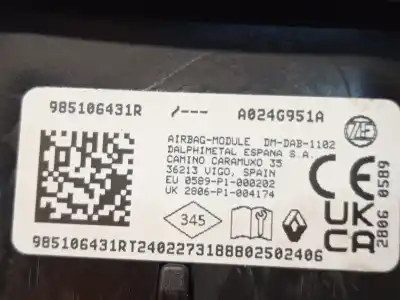 985106431R
A024G951A
AIRBAG-MODULE DM-DAB-1102
DALPHIMETAL ESPANA S.A.
CAMINO CARAMUXO 35
36213 VIGO, SPAIN
EU 0589-P1-000202
UK 2806-P1-004174
345
985106431RT2402273188802502406
CE
UK
CA
2806 0589